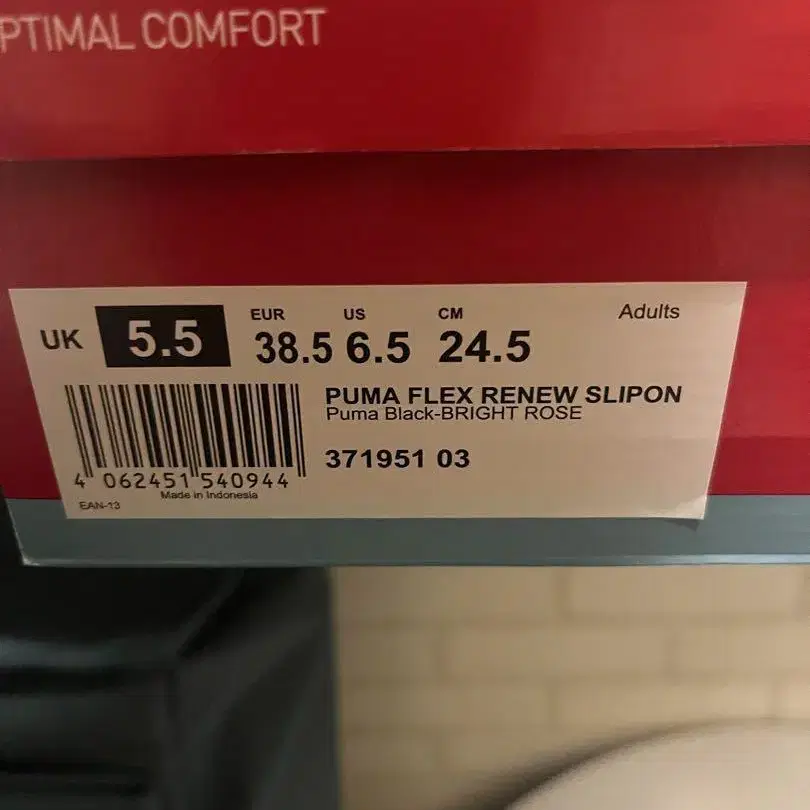 PTIMAL COMFORT
UK 5.5 EUR 38.5 US 6.5 CM 24.5 Adults
PUMA FLEX RENEW SLIPON
Puma Black-BRIGHT ROSE
371951 03
4 062451 540944
Made in Indonesia
EAN-13